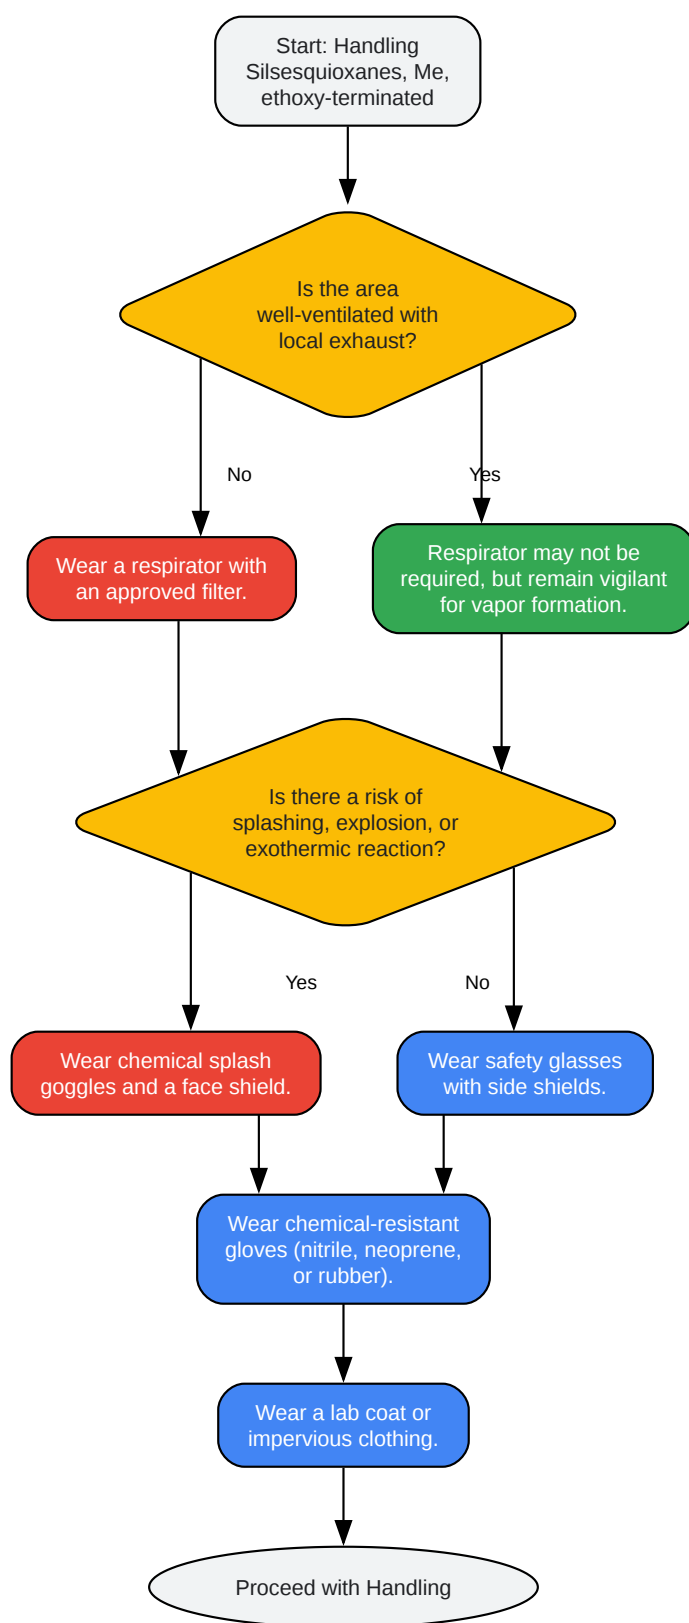 Start: Handling
Silsesquioxanes, Me,
ethoxy-terminated
Is the area
well-ventilated with
local exhaust?
No
Yes
Wear a respirator with
an approved filter.
Respirator may not be
required, but remain vigilant
for vapor formation.
Is there a risk of
splashing, explosion, or
exothermic reaction?
Yes
No
Wear chemical splash
goggles and a face shield.
Wear safety glasses
with side shields.
Wear chemical-resistant
gloves (nitrile, neoprene,
or rubber).
Wear a lab coat or
impervious clothing.
Proceed with Handling